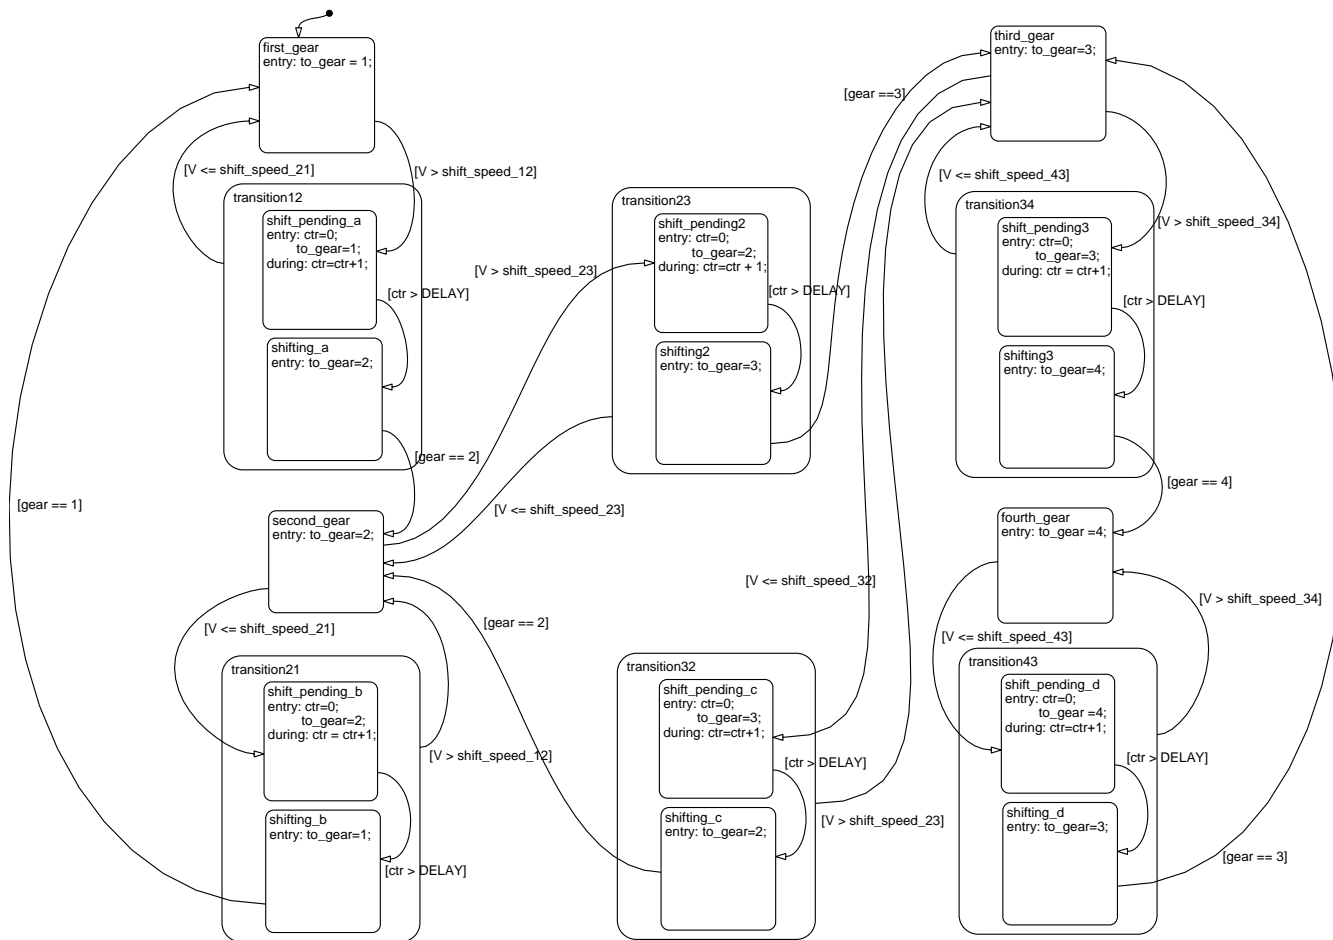 first_gear
entry: to_gear = 1;
[V <= shift_speed_21]
[V > shift_speed_12]
transition12
shift_pending_a
entry: ctr=0;
to_gear=1;
during: ctr=ctr+1;
[ctr > DELAY]
shifting_a
entry: to_gear=2;
[gear == 2]
[gear == 1]
second_gear
entry: to_gear=2;
[V <= shift_speed_21]
transition21
shift_pending_b
entry: ctr=0;
to_gear=2;
during: ctr = ctr+1;
[V > shift_speed_12]
shifting_b
entry: to_gear=1;
[ctr > DELAY]
[V > shift_speed_23]
transition23
shift_pending2
entry: ctr=0;
to_gear=2;
during: ctr=ctr + 1;
[ctr > DELAY]
shifting2
entry: to_gear=3;
[gear ==3]
[V <= shift_speed_23]
[V <= shift_speed_32]
[gear == 2]
transition32
shift_pending_c
entry: ctr=0;
to_gear=3;
during: ctr=ctr+1;
[ctr > DELAY]
shifting_c
entry: to_gear=2;
[V > shift_speed_23]
third_gear
entry: to_gear=3;
[V <= shift_speed_43]
[V > shift_speed_34]
transition34
shift_pending3
entry: ctr=0;
to_gear=3;
during: ctr = ctr+1;
[ctr > DELAY]
shifting3
entry: to_gear=4;
[gear == 4]
fourth_gear
entry: to_gear =4;
[V > shift_speed_34]
[V <= shift_speed_43]
transition43
shift_pending_d
entry: ctr=0;
to_gear =4;
during: ctr=ctr+1;
[ctr > DELAY]
shifting_d
entry: to_gear=3;
[gear == 3]